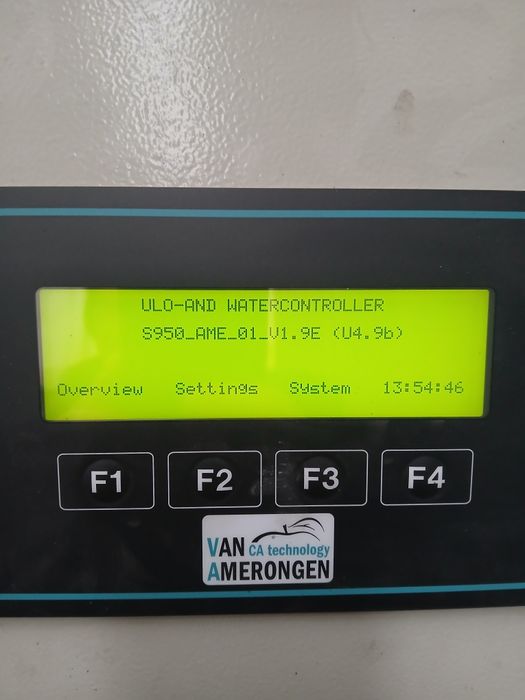 ULO-AND WATERCONTROLLER
S950_AME_01_V1.9E (U4.9b)
Overview Settings System 13:54:46
F1 F2 F3 F4
VAN CA technology
AMERONGEN